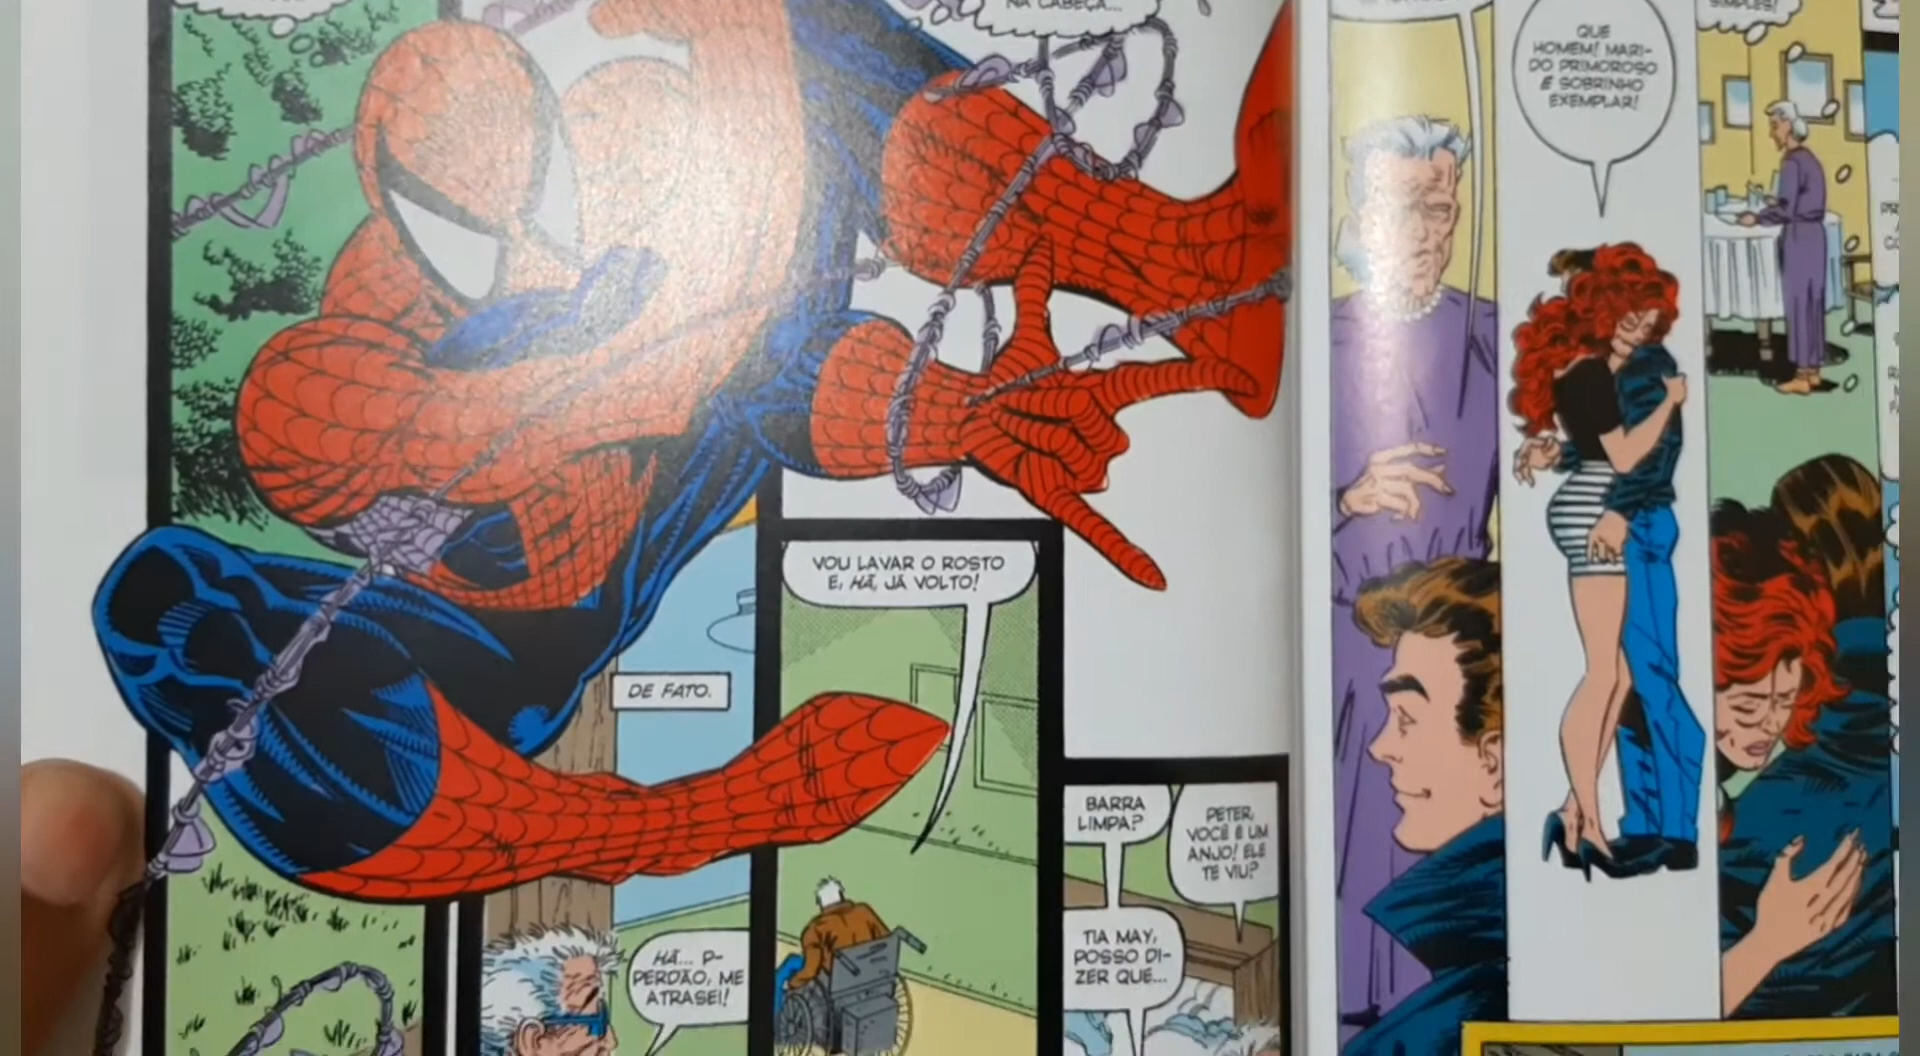 NA CABEÇA...
VOU LAVAR O ROSTO
E, HÃ, JÁ VOLTO!
DE FATO.
HÃ... P-
PERDÃO, ME
ATRASEI!
BARRA
LIMPA?
PETER,
VOCÊ É UM
ANJO! ELE
TE VIU?
TIA MAY,
POSSO DI-
ZER QUE...
QUE
HOMEM! MARI-
DO PRIMOROSO
E SOBRINHO
EXEMPLAR!
SIMPLES!